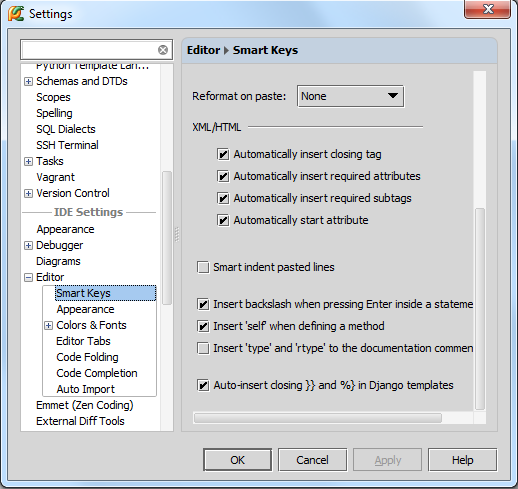 Settings
Python Template Lan...
Schemas and DTDs
Scopes
Spelling
SQL Dialects
SSH Terminal
Tasks
Vagrant
Version Control
IDE Settings
Appearance
Debugger
Diagrams
Editor
Smart Keys
Appearance
Colors & Fonts
Editor Tabs
Code Folding
Code Completion
Auto Import
Emmet (Zen Coding)
External Diff Tools
Editor ▸ Smart Keys
Reformat on paste: None
XML/HTML
Automatically insert closing tag
Automatically insert required attributes
Automatically insert required subtags
Automatically start attribute
Smart indent pasted lines
Insert backslash when pressing Enter inside a stateme
Insert 'self' when defining a method
Insert 'type' and 'rtype' to the documentation commen
Auto-insert closing }} and %} in Django templates
OK Cancel Apply Help